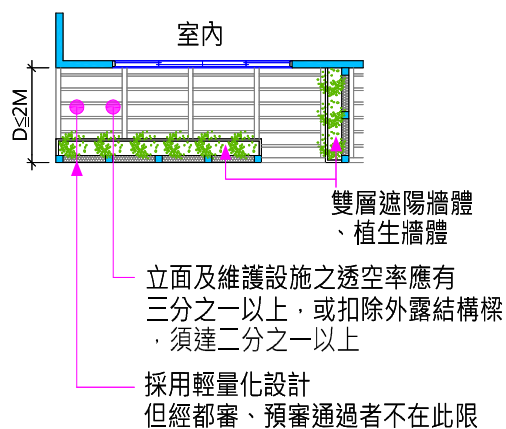 室內
D≦2M
雙層遮陽牆體
、植生牆體
立面及維護設施之透空率應有
三分之一以上，或扣除外露結構樑
，須達二分之一以上
採用輕量化設計
但經都審、預審通過者不在此限